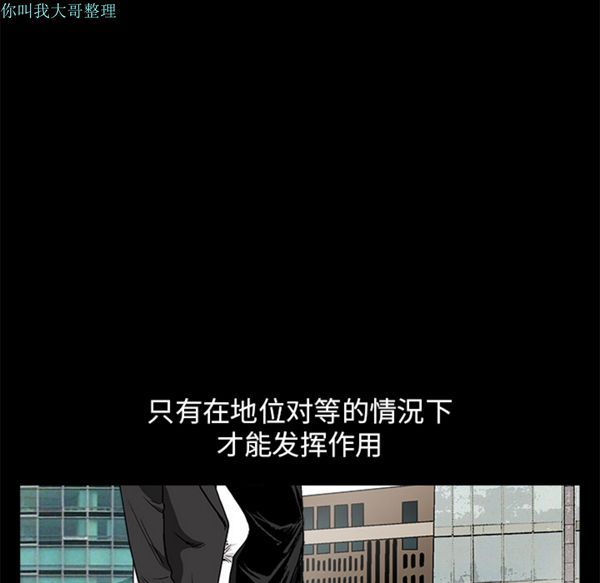 你叫我大哥整理
只有在地位对等的情況下
才能发挥作用